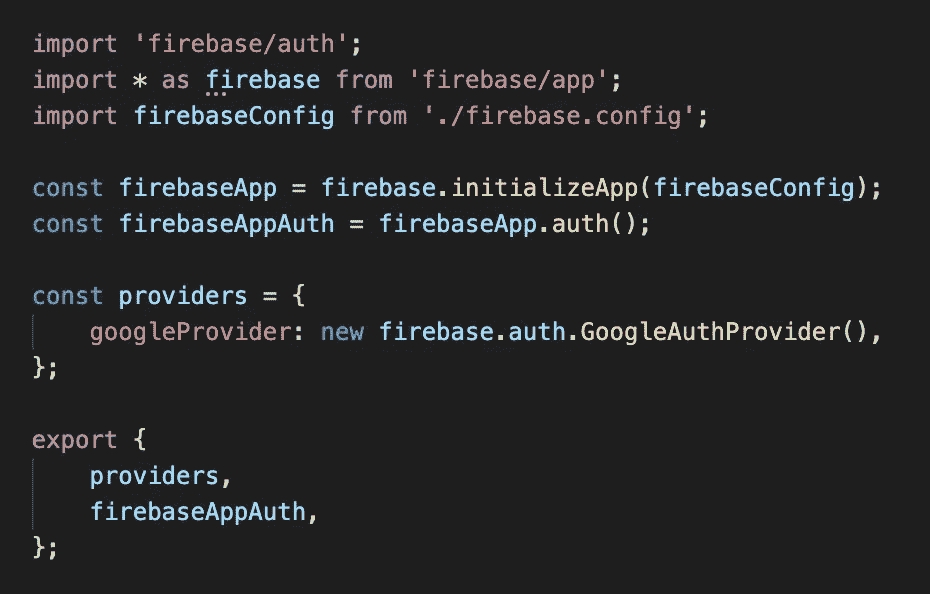 import 'firebase/auth';
import * as firebase from 'firebase/app';
import firebaseConfig from './firebase.config';
const firebaseApp = firebase.initializeApp(firebaseConfig);
const firebaseAppAuth = firebaseApp.auth();
const providers = {
    googleProvider: new firebase.auth.GoogleAuthProvider(),
};
export {
    providers,
    firebaseAppAuth,
};